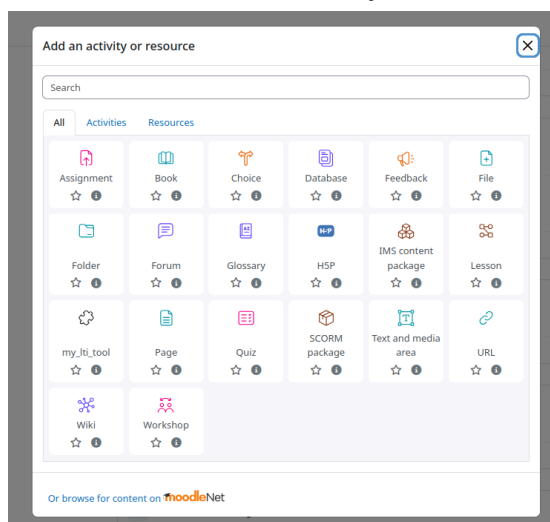 Add an activity or resource
Search
All Activities Resources
Assignment Book Choice Database Feedback File
Folder Forum Glossary H5P IMS content package Lesson
my_lti_tool Page Quiz SCORM package Text and media area URL
Wiki Workshop
Or browse for content on moodleNet